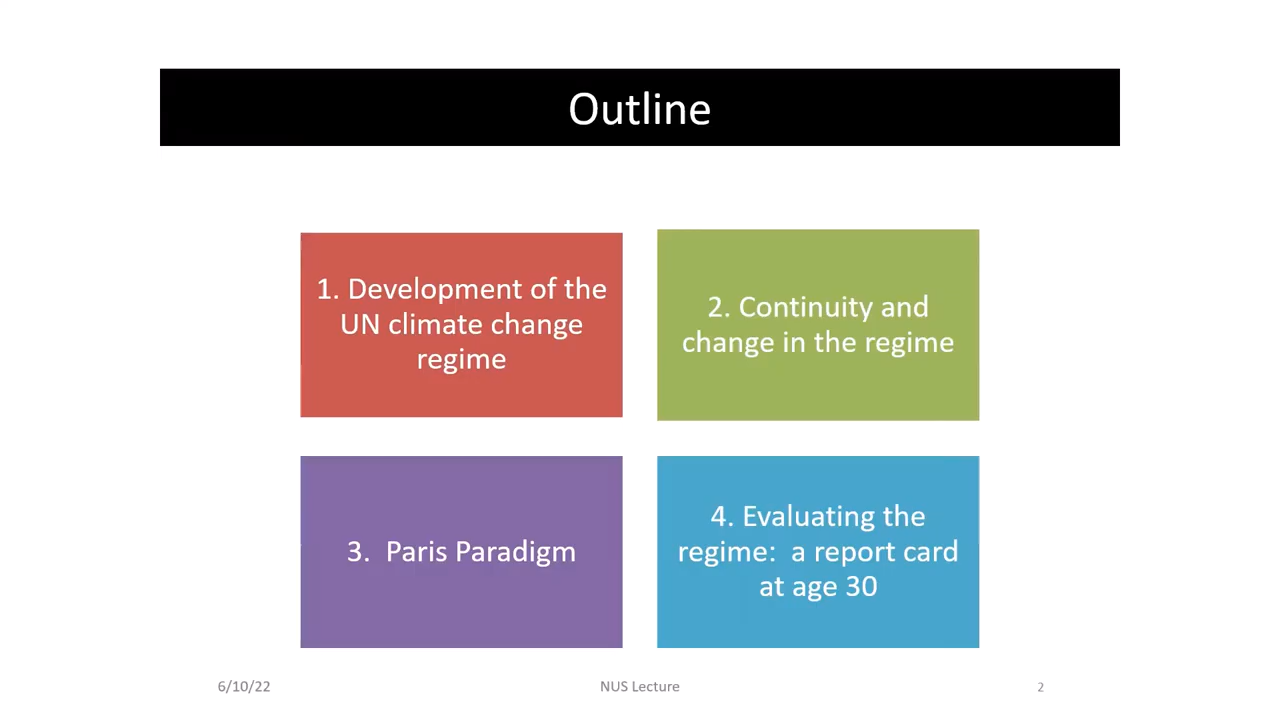 Outline
1. Development of the
UN climate change
regime
2. Continuity and
change in the regime
3.  Paris Paradigm
4. Evaluating the
regime:  a report card
at age 30
6/10/22
NUS Lecture
2